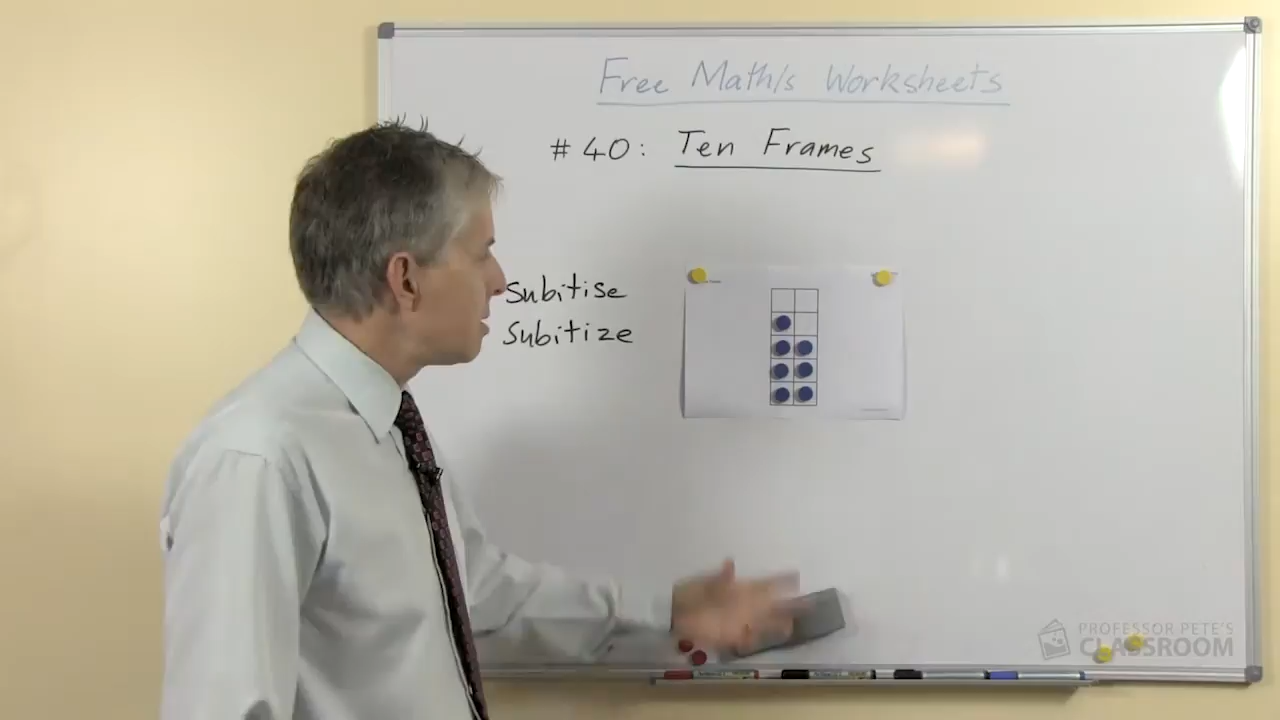 Free Math/s Worksheets
#40: Ten Frames
Subitise
Subitize
PROFESSOR PETE'S
CLASSROOM